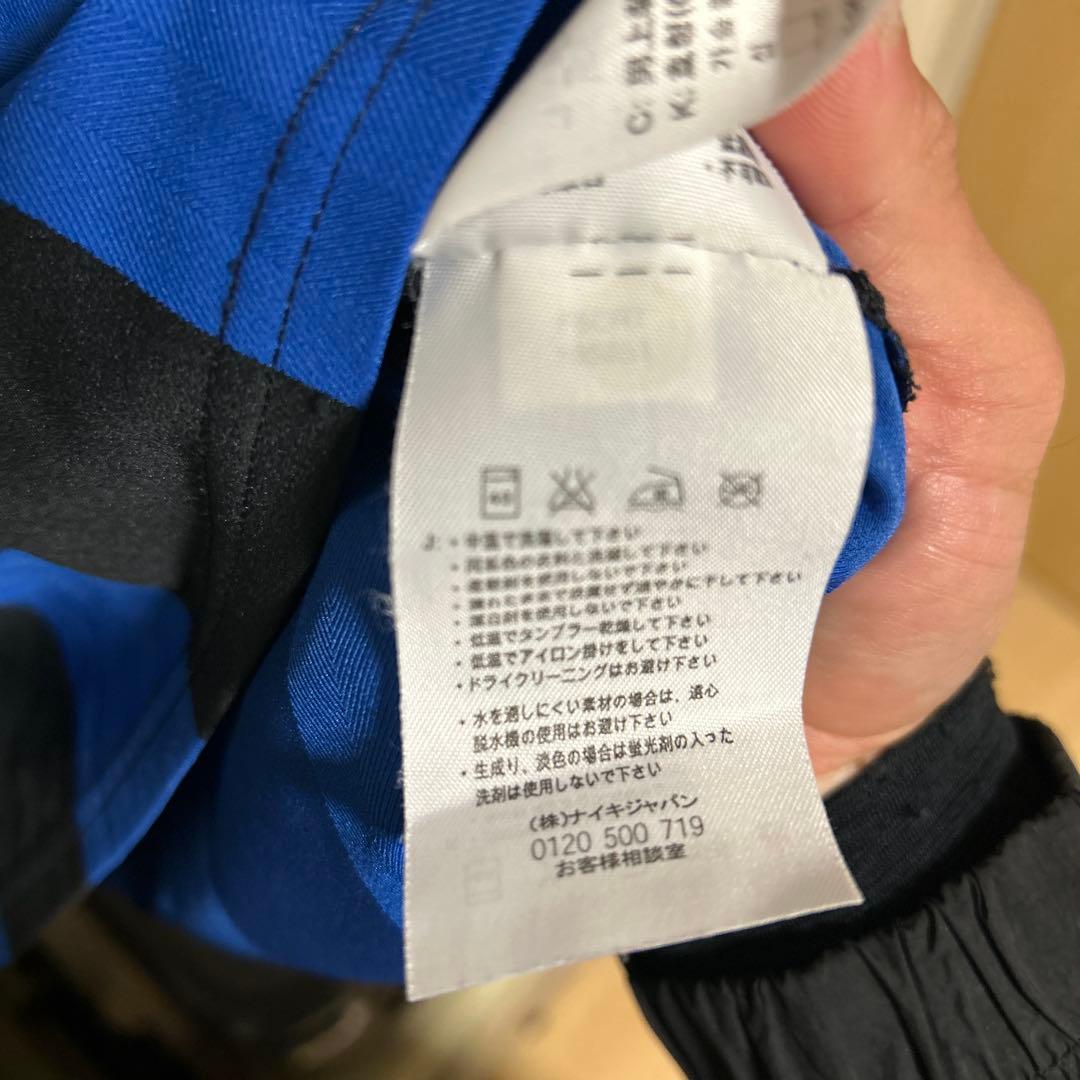 C: 男上
J: ・中温で洗濯して下さい
・同系色の衣料と洗濯して下さい
・柔軟剤を使用しないで下さい
・濡れたままで放置せず速やかに干して下さい
・漂白剤を使用しないで下さい
・低温でタンブラー乾燥して下さい
・低温でアイロン掛けをして下さい
・ドライクリーニングはお避け下さい
・水を通しにくい素材の場合は、遠心
脱水機の使用はお避け下さい
・生成り、淡色の場合は蛍光剤の入った
洗剤は使用しないで下さい
(株)ナイキジャパン
0120 500 719
お客様相談室